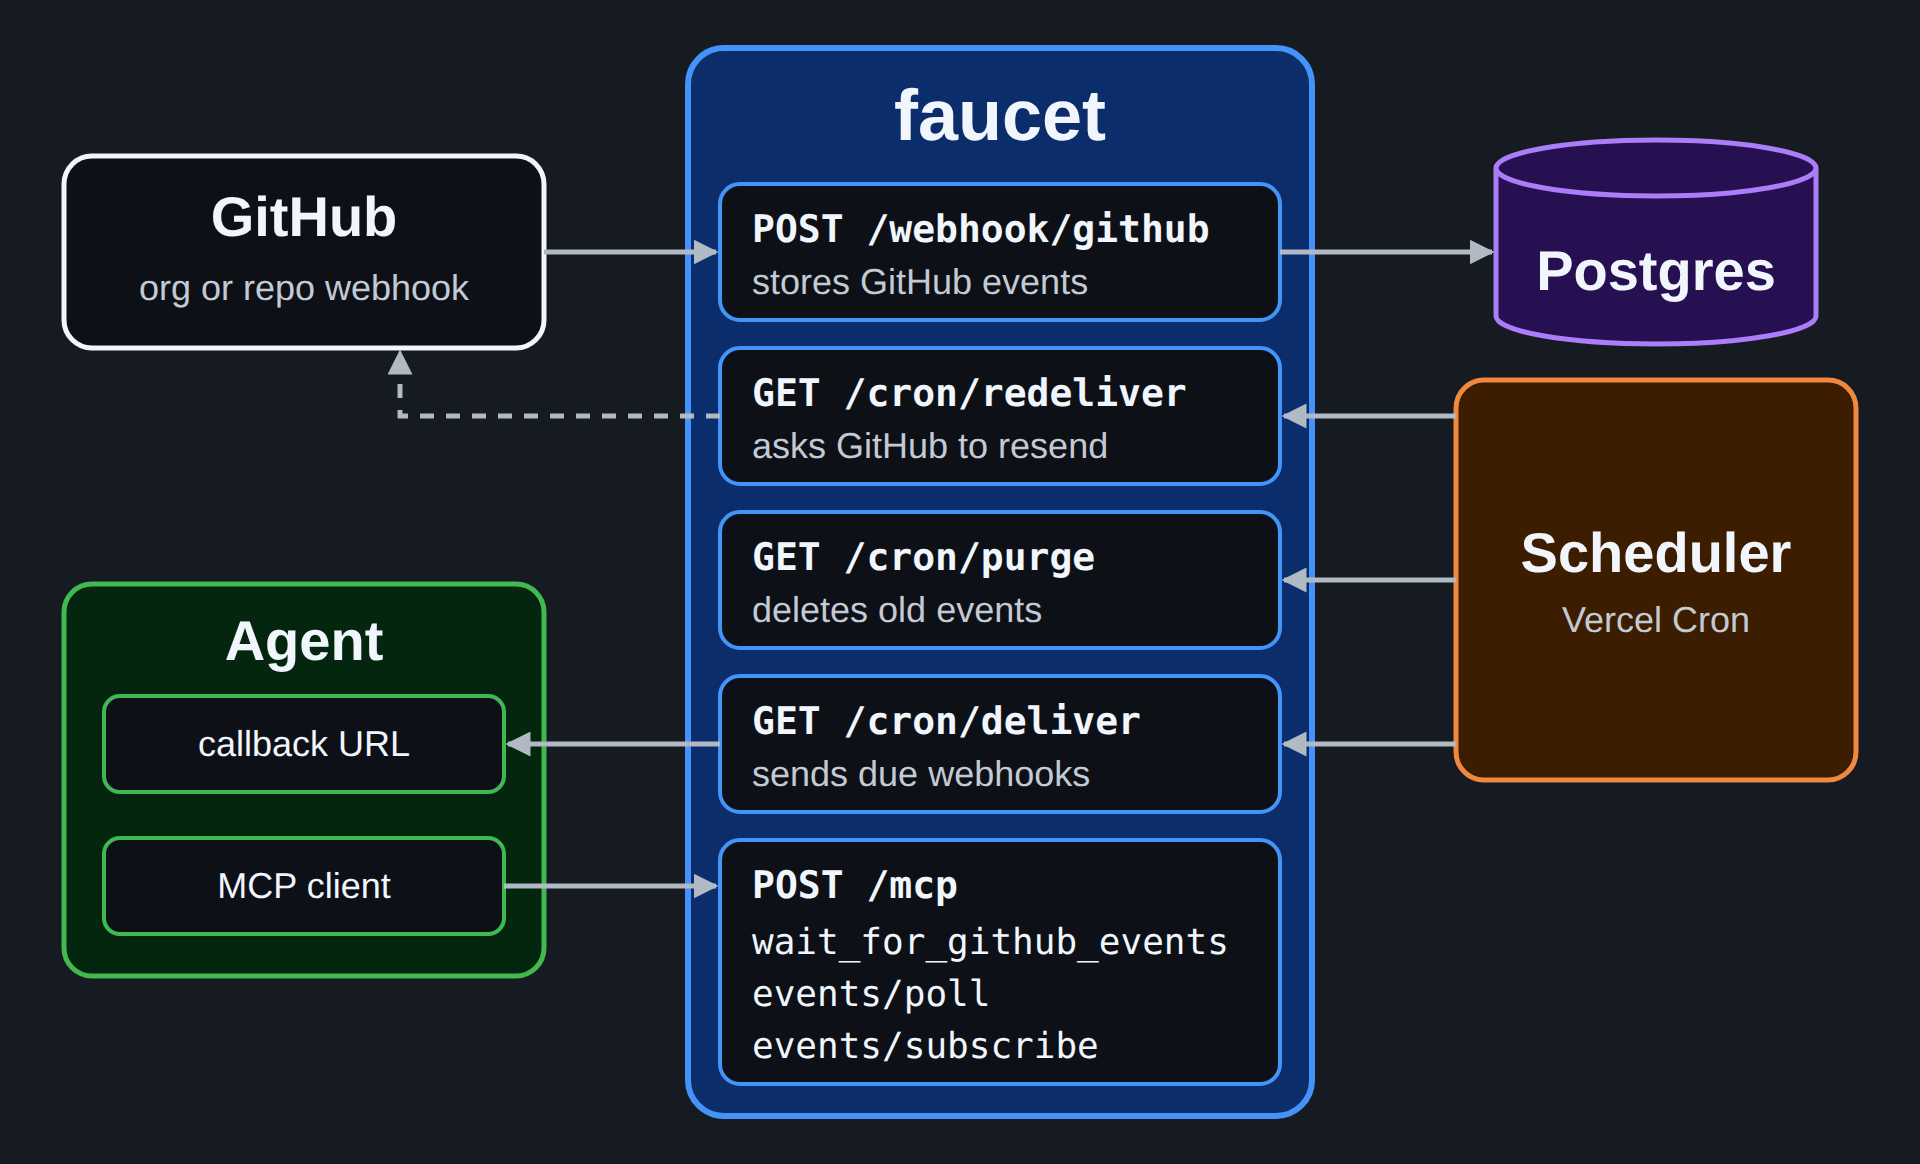 faucet
GitHub
org or repo webhook
POST /webhook/github
stores GitHub events
Postgres
GET /cron/redeliver
asks GitHub to resend
GET /cron/purge
deletes old events
Scheduler
Vercel Cron
Agent
callback URL
GET /cron/deliver
sends due webhooks
MCP client
POST /mcp
wait_for_github_events
events/poll
events/subscribe